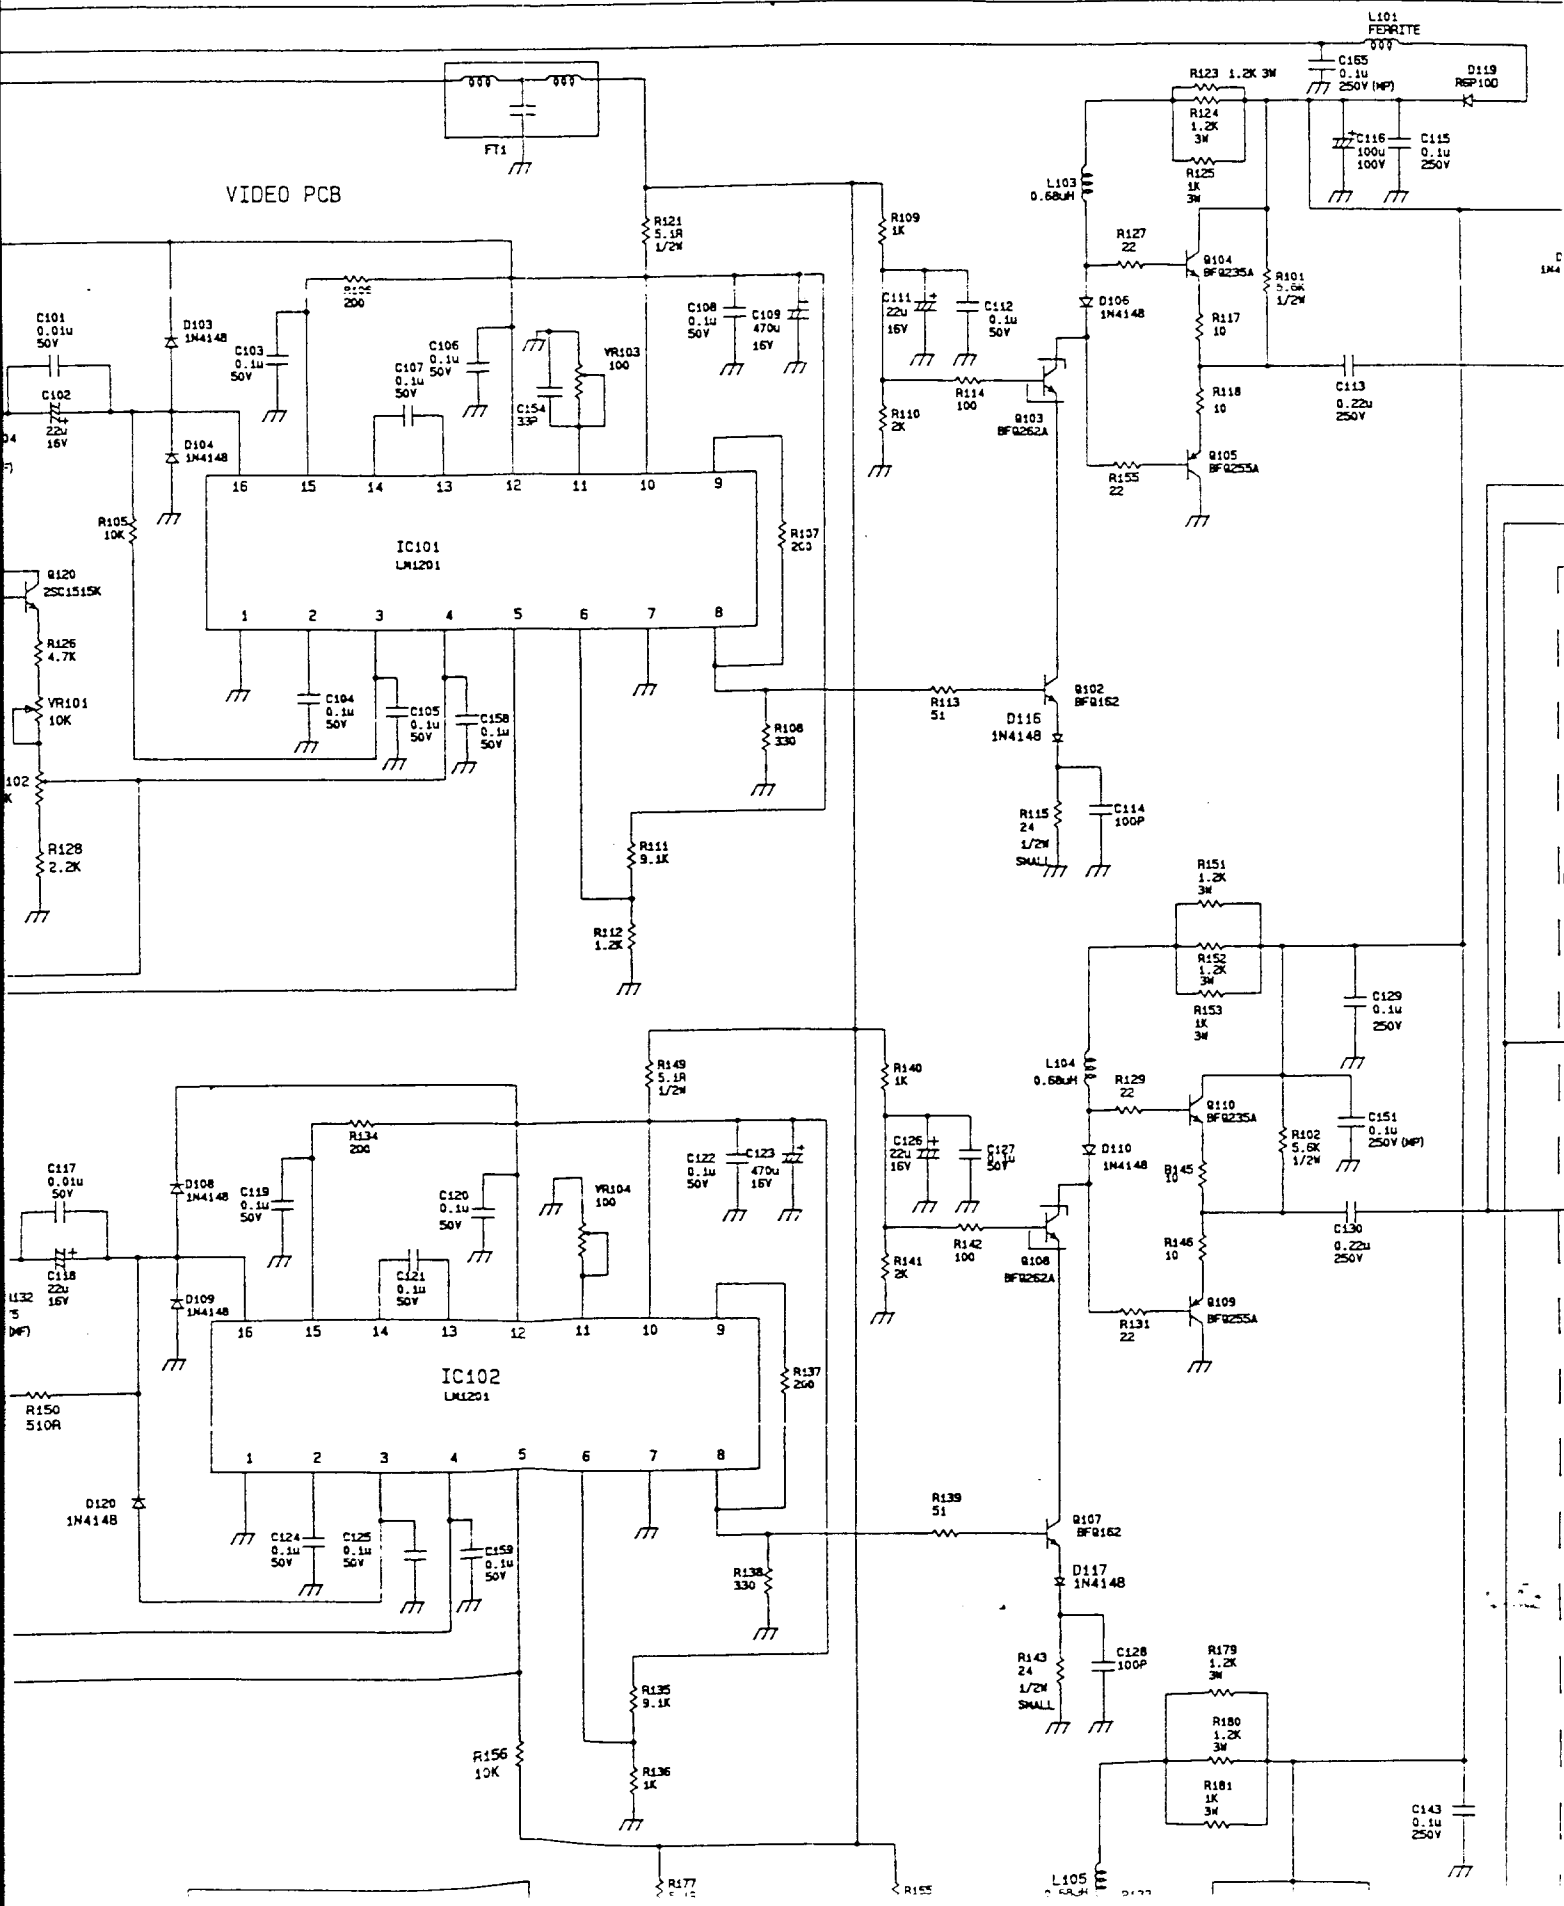 L101
FERRITE
C165
0.1u
250V (MP)
D119
RGP10D
R123 1.2K 3W
R124
1.2K
3W
R125
1K
3W
C116
100u
100V
C115
0.1u
250V
FT1
VIDEO PCB
L103
0.68uH
R121
5.1R
1/2W
R109
1K
R127
22
Q104
BFQ235A
R101
5.6K
1/2W
1N4
C101
0.01u
50V
D103
1N4148
200
C103
0.1u
50V
C107
0.1u
50V
C106
0.1u
50V
VR103
100
C154
33P
C108
0.1u
50V
C109
470u
16V
C111
22u
16V
C112
0.1u
50V
D106
1N4148
R117
10
C102
22u
16V
D104
1N4148
R114
100
R110
2K
Q103
BFQ262A
R118
10
C113
0.22u
250V
Q105
BFQ255A
R155
22
16
15
14
13
12
11
10
9
R105
10K
IC101
LM1201
R107
200
Q120
2SC1515K
1
2
3
4
5
6
7
8
R126
4.7K
VR101
10K
C104
0.1u
50V
C105
0.1u
50V
C158
0.1u
50V
R108
330
R113
51
Q102
BFQ162
D116
1N4148
102
K
R128
2.2K
R111
9.1K
R112
1.2K
R115
24
1/2W
SMALL
C114
100P
R151
1.2K
3W
R152
1.2K
3W
R153
1K
3W
C129
0.1u
250V
R149
5.1R
1/2W
R140
1K
L104
0.68uH
R129
22
Q110
BFQ235A
R102
5.6K
1/2W
C151
0.1u
250V (MP)
R134
200
C117
0.01u
50V
D108
1N4148
C119
0.1u
50V
C120
0.1u
50V
VR104
100
C122
0.1u
50V
C123
470u
16V
C126
22u
16V
C127
0.1u
50V
D110
1N4148
R145
10
C118
22u
16V
D109
1N4148
C121
0.1u
50V
R141
2K
R142
100
Q108
BFQ262A
R146
10
C130
0.22u
250V
R131
22
Q109
BFQ255A
16
15
14
13
12
11
10
9
IC102
LM1201
R137
200
R150
510R
1
2
3
4
5
6
7
8
D120
1N4148
C124
0.1u
50V
C125
0.1u
50V
C159
0.1u
50V
R138
330
R139
51
Q107
BFQ162
D117
1N4148
R143
24
1/2W
SMALL
C128
100P
R179
1.2K
3W
R180
1.2K
3W
R181
1K
3W
R135
9.1K
R156
10K
R136
1K
C143
0.1u
250V
R177
R155
L105
0.68uH